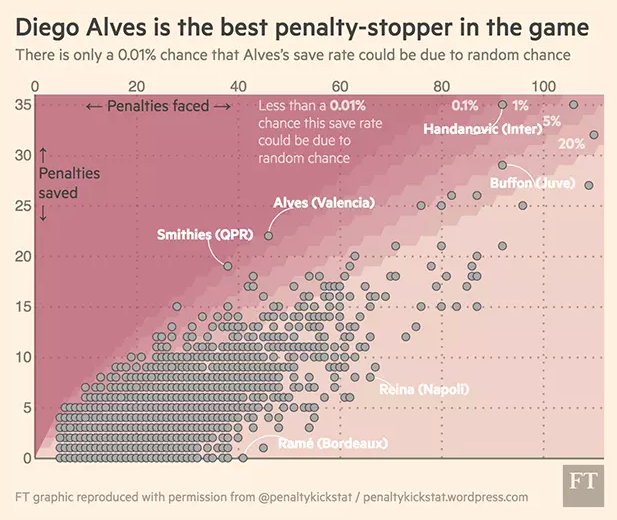 Diego Alves is the best penalty-stopper in the game
There is only a 0.01% chance that Alves's save rate could be due to random chance
0 20 40 60 80 100
35
30
25
20
15
10
5
0
← Penalties faced →
↑
Penalties
saved
↓
Less than a 0.01%
chance this save rate
could be due to
random chance
0.1% 1%
5%
20%
Handanovic (Inter)
Buffon (Juve)
Alves (Valencia)
Smithies (QPR)
Reina (Napoli)
Ramé (Bordeaux)
FT graphic reproduced with permission from @penaltykickstat / penaltykickstat.wordpress.com
FT